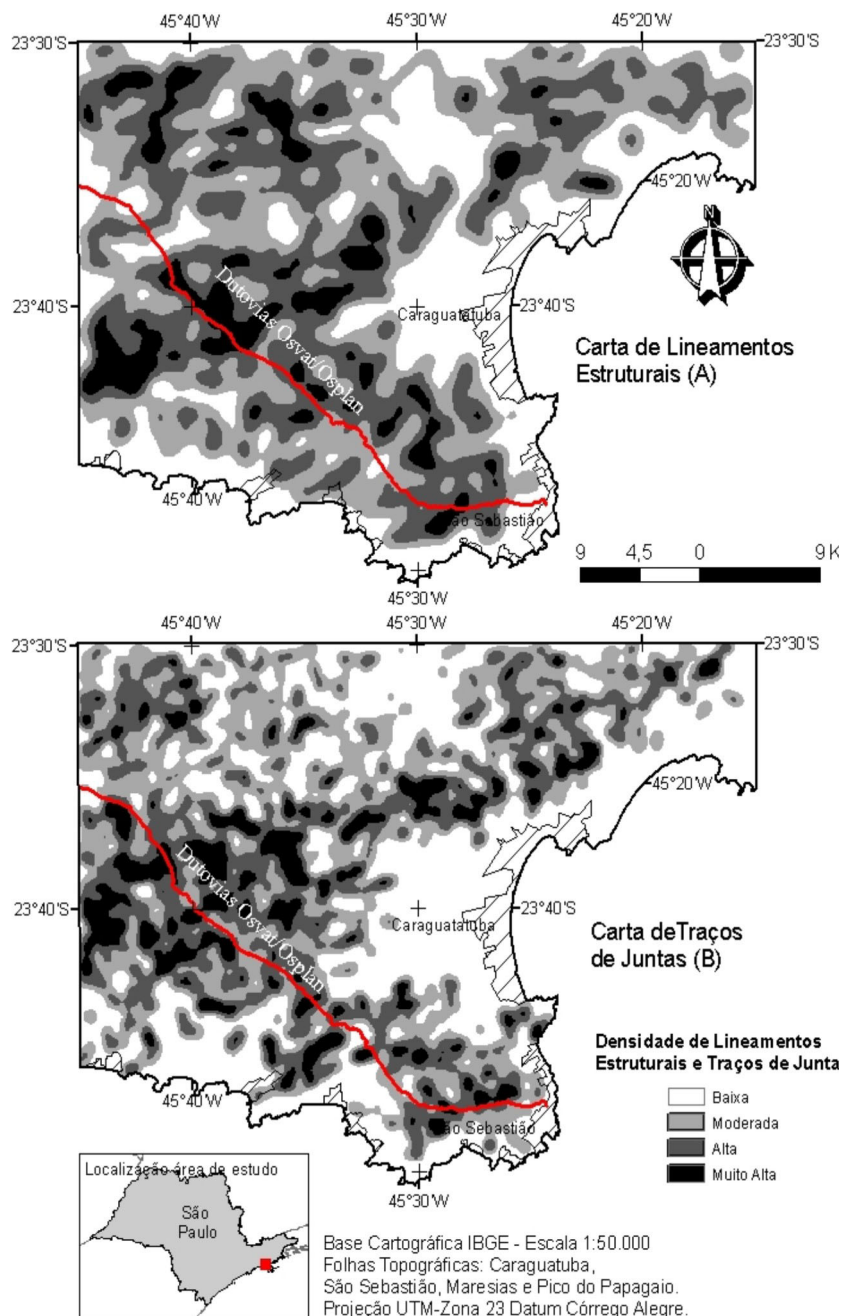 45°40'W 45°30'W 45°20'W
23°30'S 23°30'S
45°20'W
N
Dutovias Osvat/Osplan
23°40'S Caraguatatuba 23°40'S
Carta de Lineamentos
Estruturais (A)
45°40'W
São Sebastião
9 4,5 0 9 K
45°30'W
45°40'W 45°30'W 45°20'W
23°30'S 23°30'S
45°20'W
Dutovias Osvat/Osplan
23°40'S Caraguatatuba 23°40'S
Carta deTraços
de Juntas (B)
Densidade de Lineamentos
Estruturais e Traços de Junta
45°40'W
Baixa
Moderada
São Sebastião
Alta
Muito Alta
45°30'W
Localização área de estudo
São
Paulo
Base Cartográfica IBGE - Escala 1:50.000
Folhas Topográficas: Caraguatuba,
São Sebastião, Maresias e Pico do Papagaio.
Projeção UTM-Zona 23 Datum Córrego Alegre.